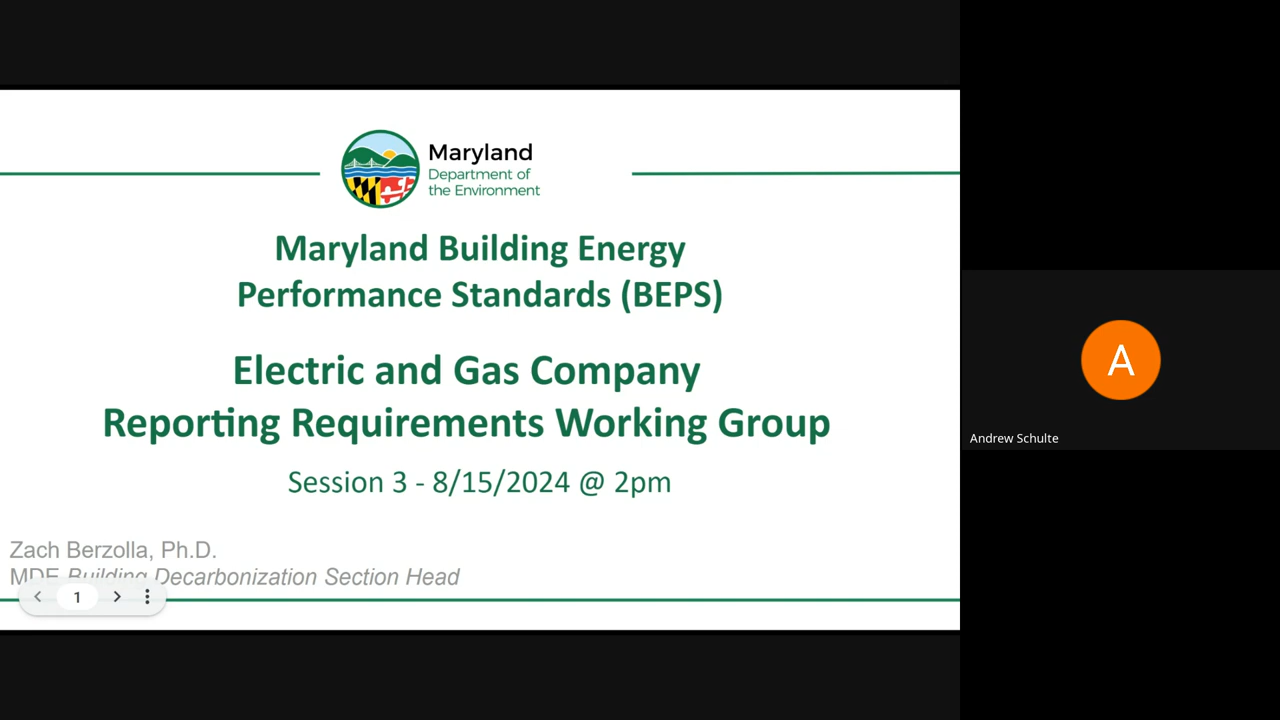 Maryland
Department of
the Environment
Maryland Building Energy
Performance Standards (BEPS)
Electric and Gas Company
Reporting Requirements Working Group
Session 3 - 8/15/2024 @ 2pm
Zach Berzolla, Ph.D.
MDE Building Decarbonization Section Head
1
A
Andrew Schulte